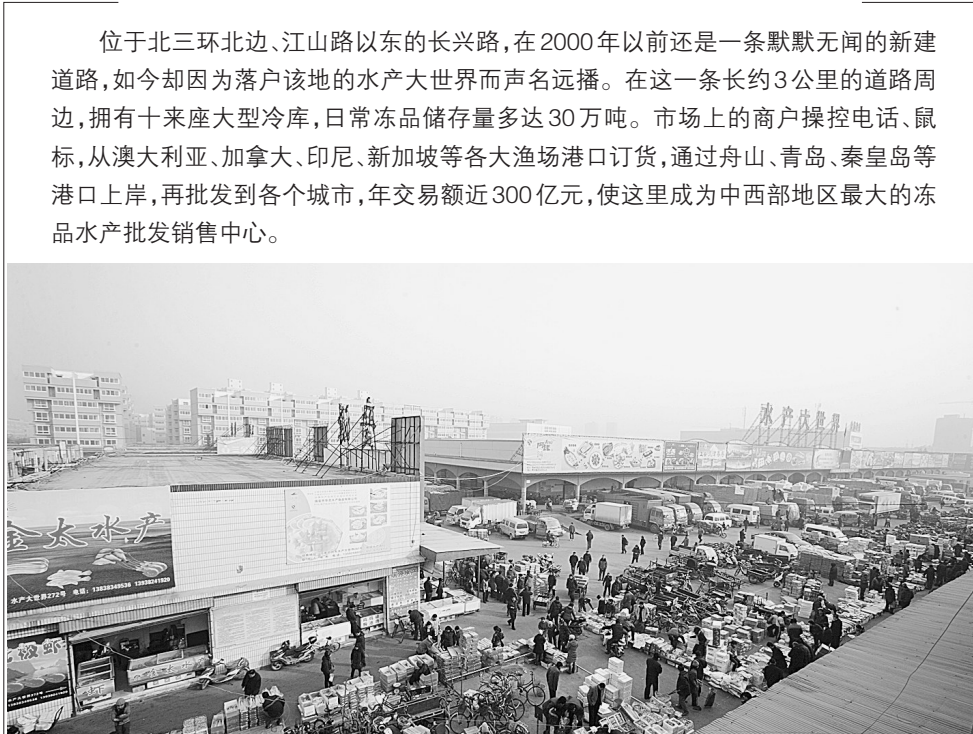 位于北三环北边、江山路以东的长兴路，在2000年以前还是一条默默无闻的新建
道路，如今却因为落户该地的水产大世界而声名远播。在这一条长约3公里的道路周
边，拥有十来座大型冷库，日常冻品储存量多达30万吨。市场上的商户操控电话、鼠
标，从澳大利亚、加拿大、印尼、新加坡等各大渔场港口订货，通过舟山、青岛、秦皇岛等
港口上岸，再批发到各个城市，年交易额近300亿元，使这里成为中西部地区最大的冻
品水产批发销售中心。
水产大世界
金太水产
水产大世界272号 电话：13838349536 13938241929